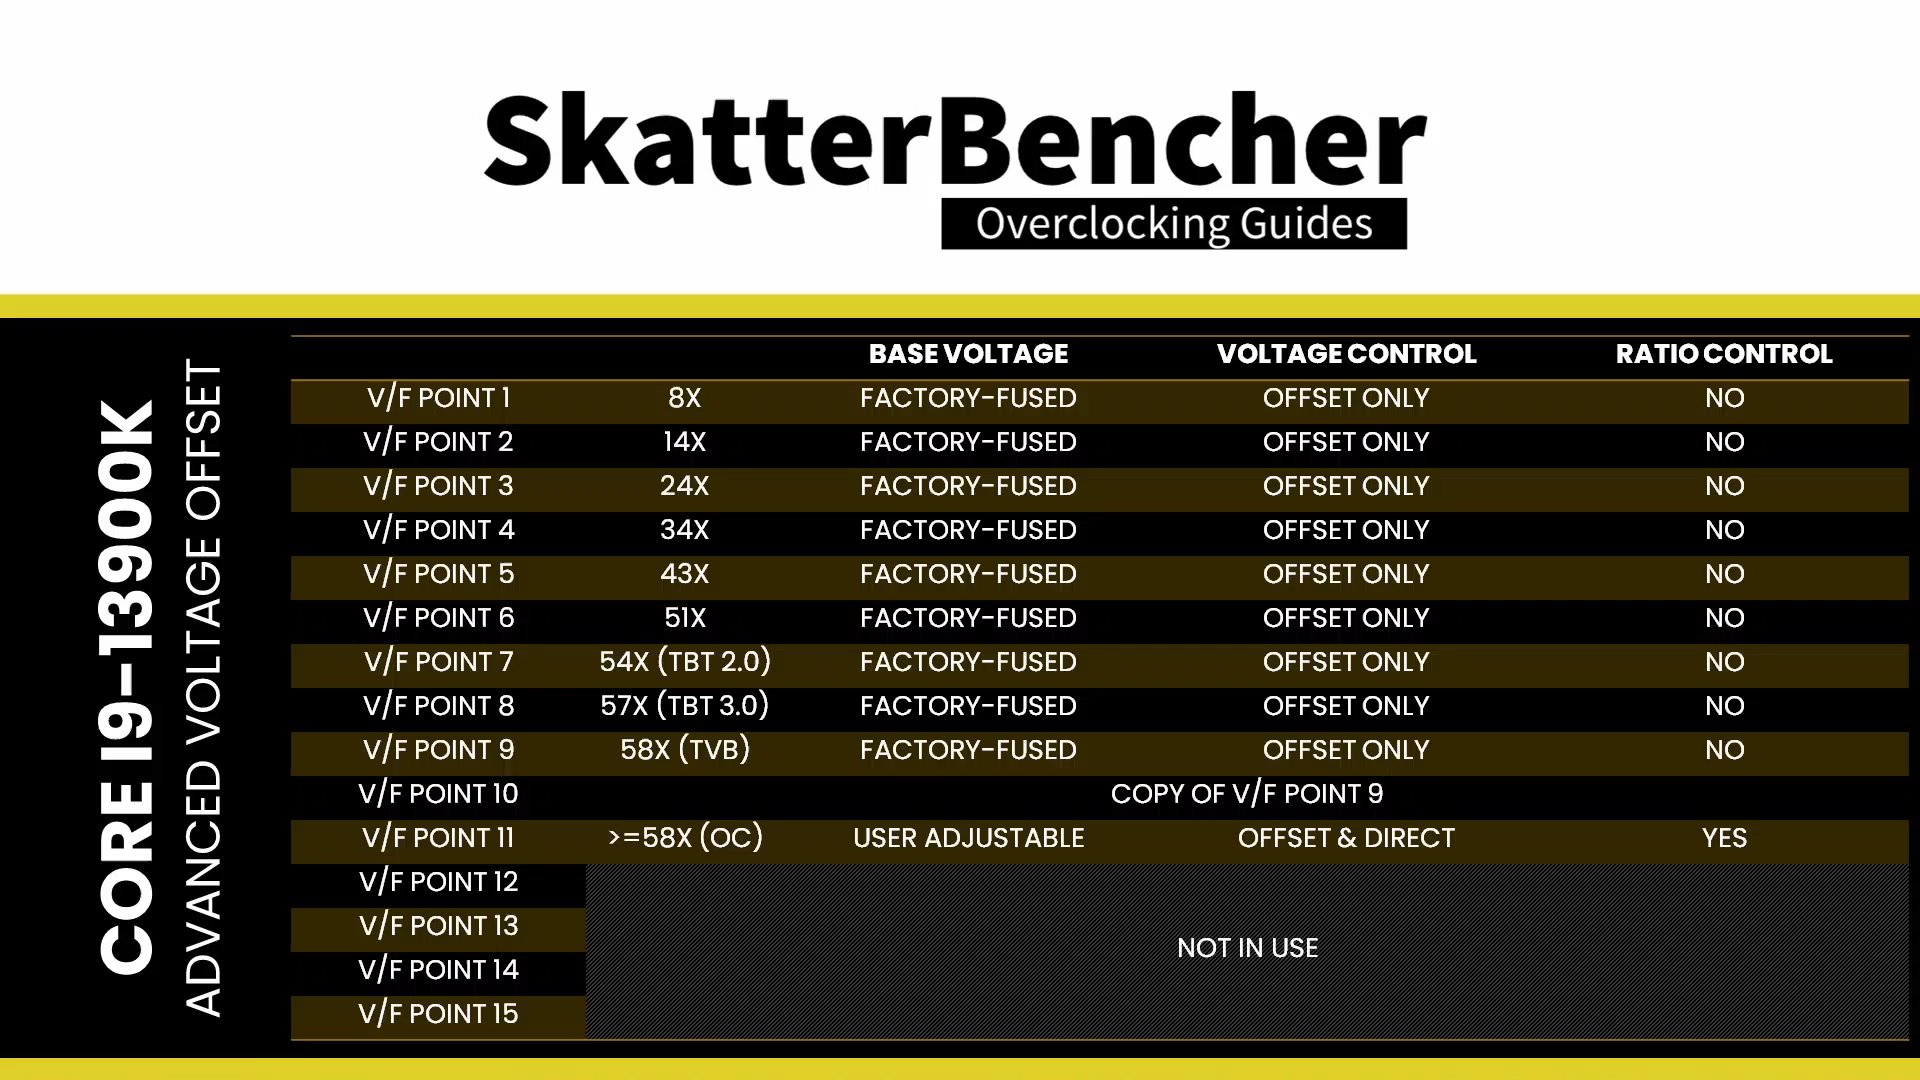 SkatterBencher
Overclocking Guides
CORE I9-13900K
ADVANCED VOLTAGE OFFSET
BASE VOLTAGE VOLTAGE CONTROL RATIO CONTROL
V/F POINT 1 8X FACTORY-FUSED OFFSET ONLY NO
V/F POINT 2 14X FACTORY-FUSED OFFSET ONLY NO
V/F POINT 3 24X FACTORY-FUSED OFFSET ONLY NO
V/F POINT 4 34X FACTORY-FUSED OFFSET ONLY NO
V/F POINT 5 43X FACTORY-FUSED OFFSET ONLY NO
V/F POINT 6 51X FACTORY-FUSED OFFSET ONLY NO
V/F POINT 7 54X (TBT 2.0) FACTORY-FUSED OFFSET ONLY NO
V/F POINT 8 57X (TBT 3.0) FACTORY-FUSED OFFSET ONLY NO
V/F POINT 9 58X (TVB) FACTORY-FUSED OFFSET ONLY NO
V/F POINT 10 COPY OF V/F POINT 9
V/F POINT 11 >=58X (OC) USER ADJUSTABLE OFFSET & DIRECT YES
V/F POINT 12
V/F POINT 13
NOT IN USE
V/F POINT 14
V/F POINT 15